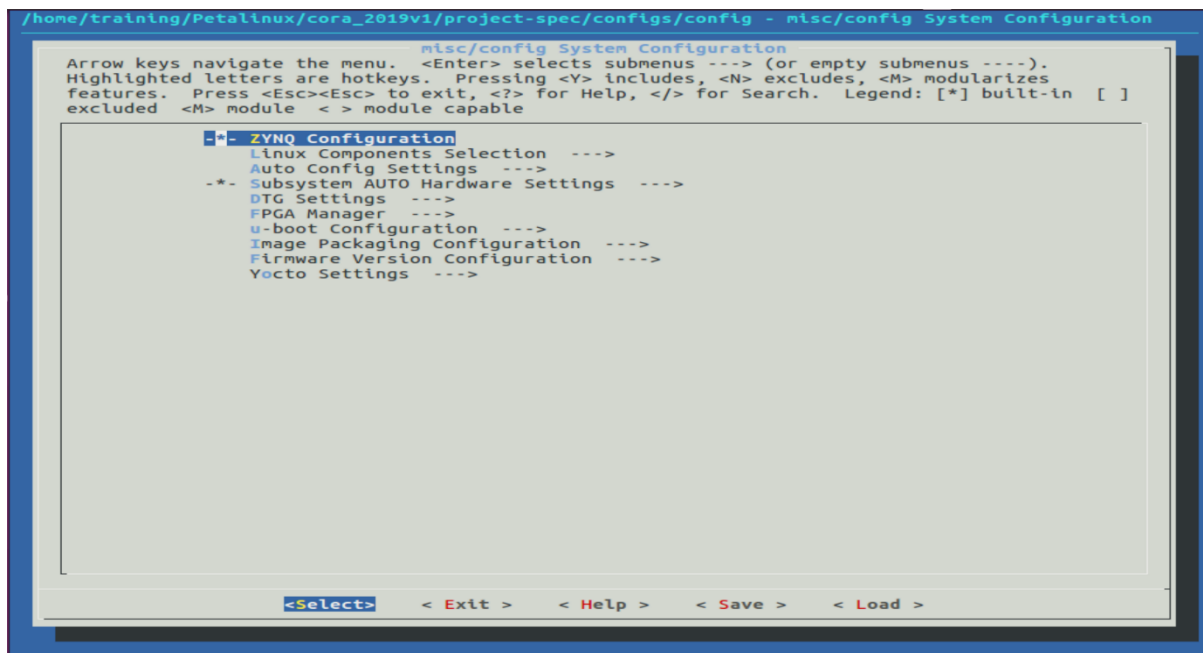 /home/training/Petalinux/cora_2019v1/project-spec/configs/config - misc/config System Configuration
misc/config System Configuration
Arrow keys navigate the menu.  <Enter> selects submenus ---> (or empty submenus ----).
Highlighted letters are hotkeys.  Pressing <Y> includes, <N> excludes, <M> modularizes
features.  Press <Esc><Esc> to exit, <?> for Help, </> for Search.  Legend: [*] built-in  [ ]
excluded  <M> module  < > module capable
-*- ZYNQ Configuration
Linux Components Selection  --->
Auto Config Settings  --->
-*- Subsystem AUTO Hardware Settings  --->
DTG Settings  --->
FPGA Manager  --->
u-boot Configuration  --->
Image Packaging Configuration  --->
Firmware Version Configuration  --->
Yocto Settings  --->
<Select>    < Exit >    < Help >    < Save >    < Load >